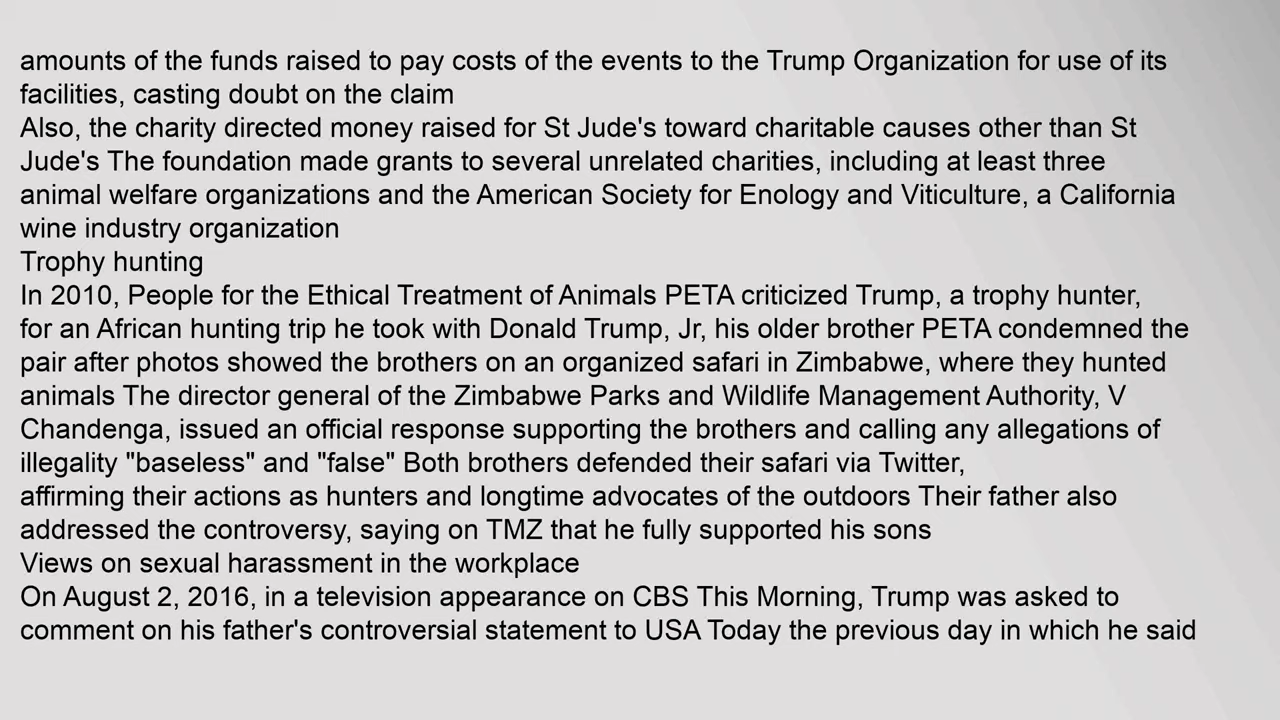 amounts of the funds raised to pay costs of the events to the Trump Organization for use of its
facilities, casting doubt on the claim
Also, the charity directed money raised for St Jude's toward charitable causes other than St
Jude's The foundation made grants to several unrelated charities, including at least three
animal welfare organizations and the American Society for Enology and Viticulture, a California
wine industry organization
Trophy hunting
In 2010, People for the Ethical Treatment of Animals PETA criticized Trump, a trophy hunter,
for an African hunting trip he took with Donald Trump, Jr, his older brother PETA condemned the
pair after photos showed the brothers on an organized safari in Zimbabwe, where they hunted
animals The director general of the Zimbabwe Parks and Wildlife Management Authority, V
Chandenga, issued an official response supporting the brothers and calling any allegations of
illegality "baseless" and "false" Both brothers defended their safari via Twitter,
affirming their actions as hunters and longtime advocates of the outdoors Their father also
addressed the controversy, saying on TMZ that he fully supported his sons
Views on sexual harassment in the workplace
On August 2, 2016, in a television appearance on CBS This Morning, Trump was asked to
comment on his father's controversial statement to USA Today the previous day in which he said